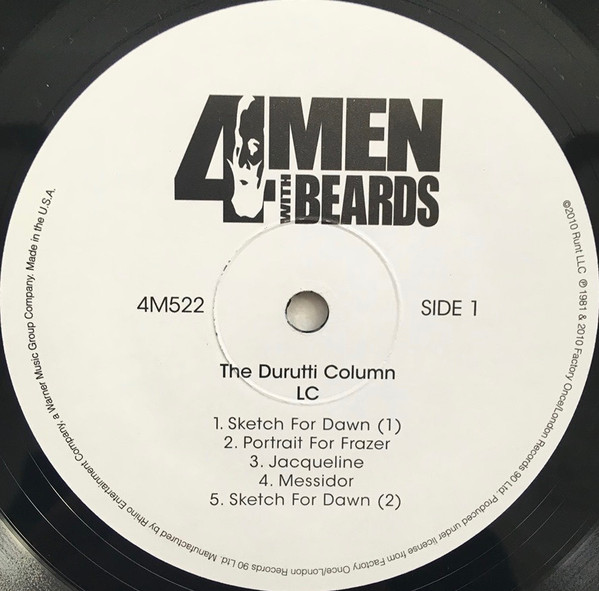 4 MEN
WITH BEARDS
4M522
SIDE 1
The Durutti Column
LC
1. Sketch For Dawn (1)
2. Portrait For Frazer
3. Jacqueline
4. Messidor
5. Sketch For Dawn (2)
©2010 Runt LLC ℗1981 & 2010 Factory Once/London Records 90 Ltd. Produced under license from Factory Once/London Records 90 Ltd. Manufactured by Rhino Entertainment Company, a Warner Music Group Company. Made in the U.S.A.